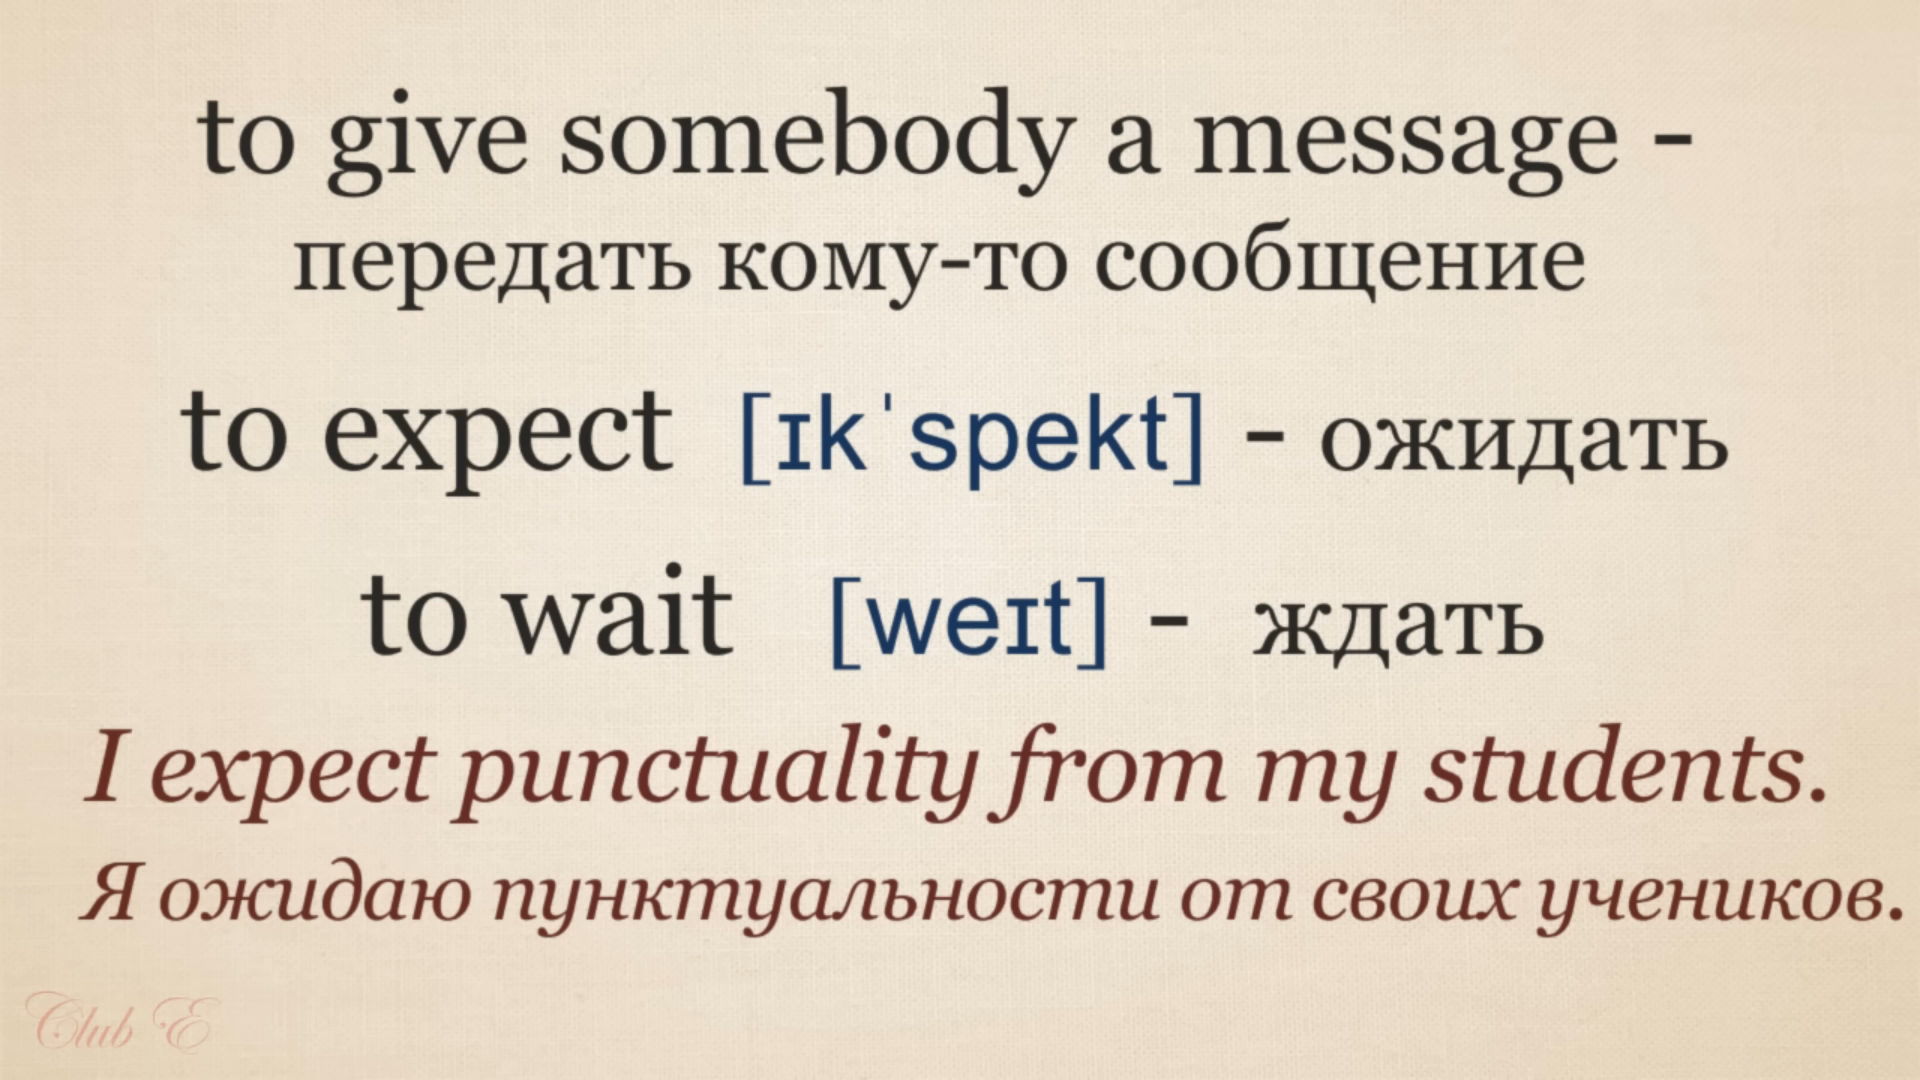 to give somebody a message -
передать кому-то сообщение
to expect [ɪkˈspekt] - ожидать
to wait [weɪt] - ждать
I expect punctuality from my students.
Я ожидаю пунктуальности от своих учеников.
Club E